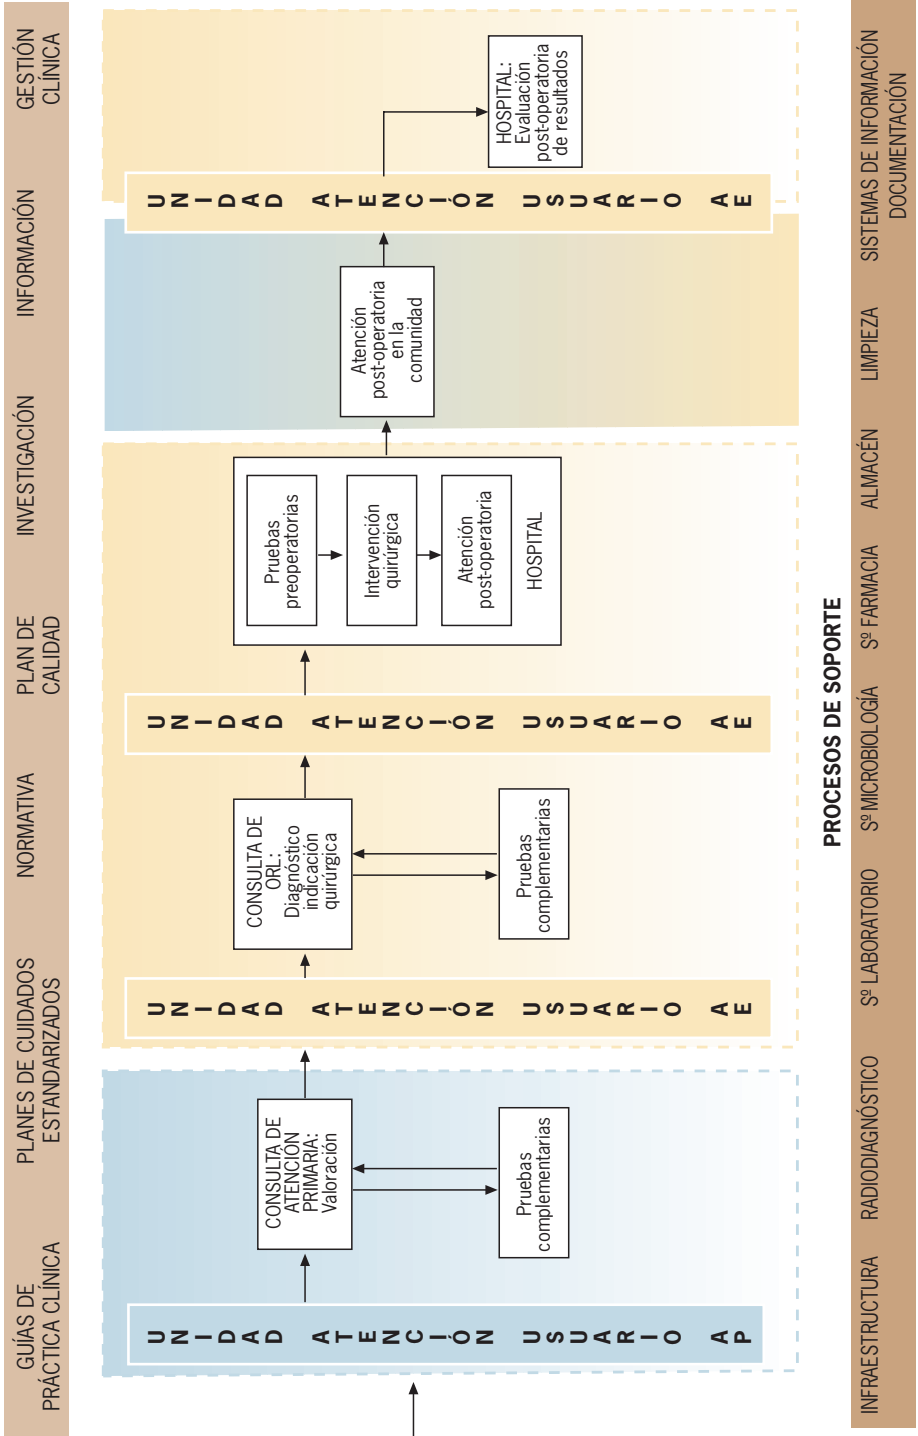 GUÍAS DE
PRÁCTICA CLÍNICA
PLANES DE CUIDADOS
ESTANDARIZADOS
NORMATIVA
PLAN DE
CALIDAD
INVESTIGACIÓN
INFORMACIÓN
GESTIÓN
CLÍNICA
UNIDAD ATENCIÓN USUARIO AP
CONSULTA DE
ATENCIÓN
PRIMARIA:
Valoración
Pruebas
complementarias
UNIDAD ATENCIÓN USUARIO AE
CONSULTA DE
ORL:
Diagnóstico
indicación
quirúrgica
Pruebas
complementarias
UNIDAD ATENCIÓN USUARIO AE
Pruebas
preoperatorias
Intervención
quirúrgica
Atención
post-operatoria
HOSPITAL
Atención
post-operatoria
en la
comunidad
UNIDAD ATENCIÓN USUARIO AE
HOSPITAL:
Evaluación
post-operatoria
de resultados
PROCESOS DE SOPORTE
INFRAESTRUCTURA
RADIODIAGNÓSTICO
Sº LABORATORIO
Sº MICROBIOLOGÍA
Sº FARMACIA
ALMACÉN
LIMPIEZA
SISTEMAS DE INFORMACIÓN
DOCUMENTACIÓN